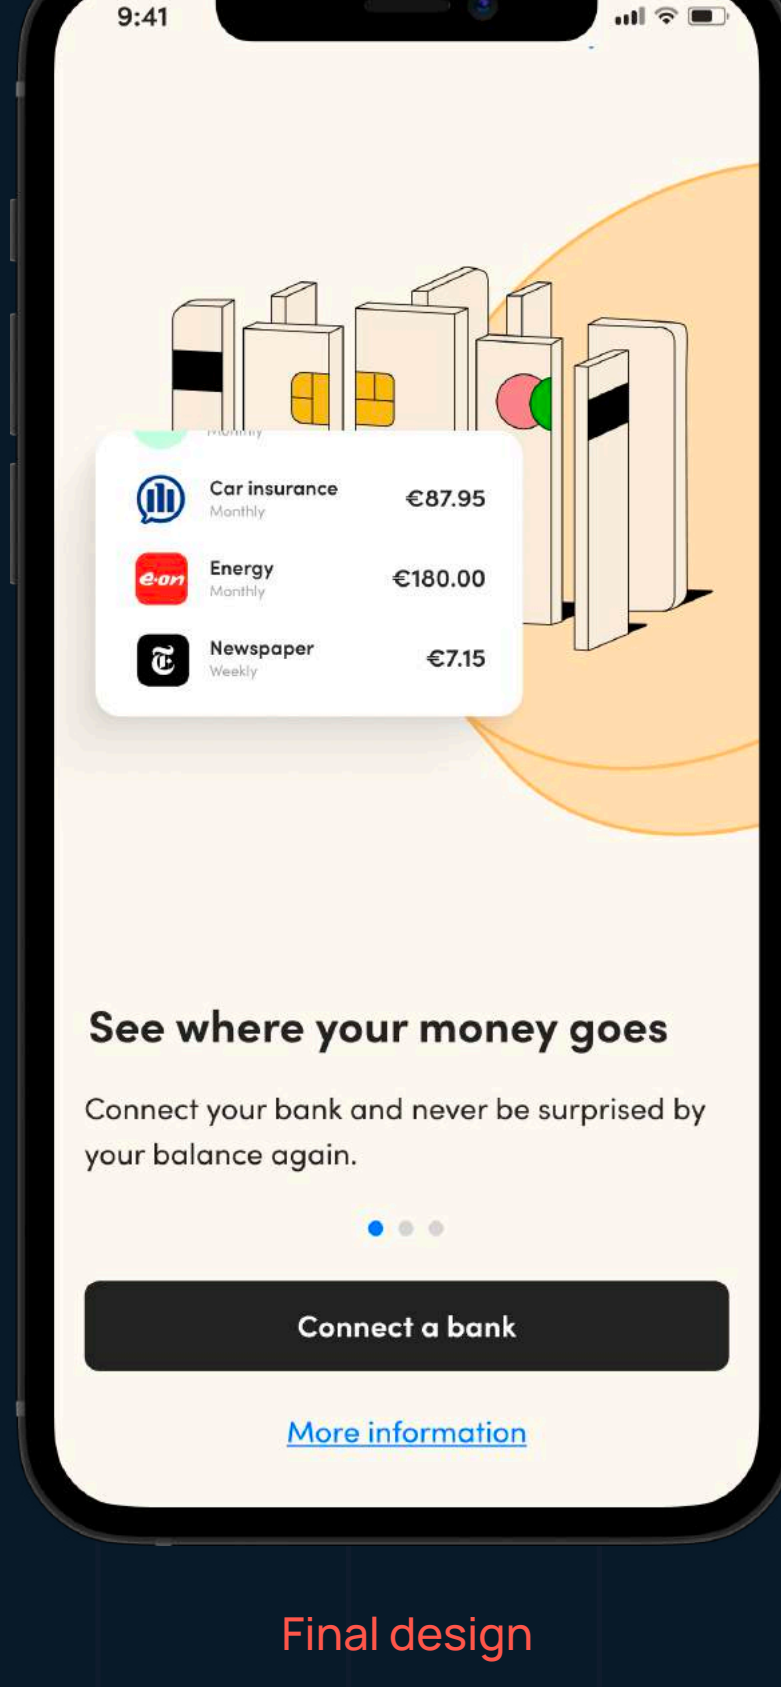 9:41
Monthly
Car insurance
€87.95
Monthly
e·on
Energy
€180.00
Monthly
Newspaper
€7.15
Weekly
See where your money goes
Connect your bank and never be surprised by
your balance again.
Connect a bank
More information
Final design